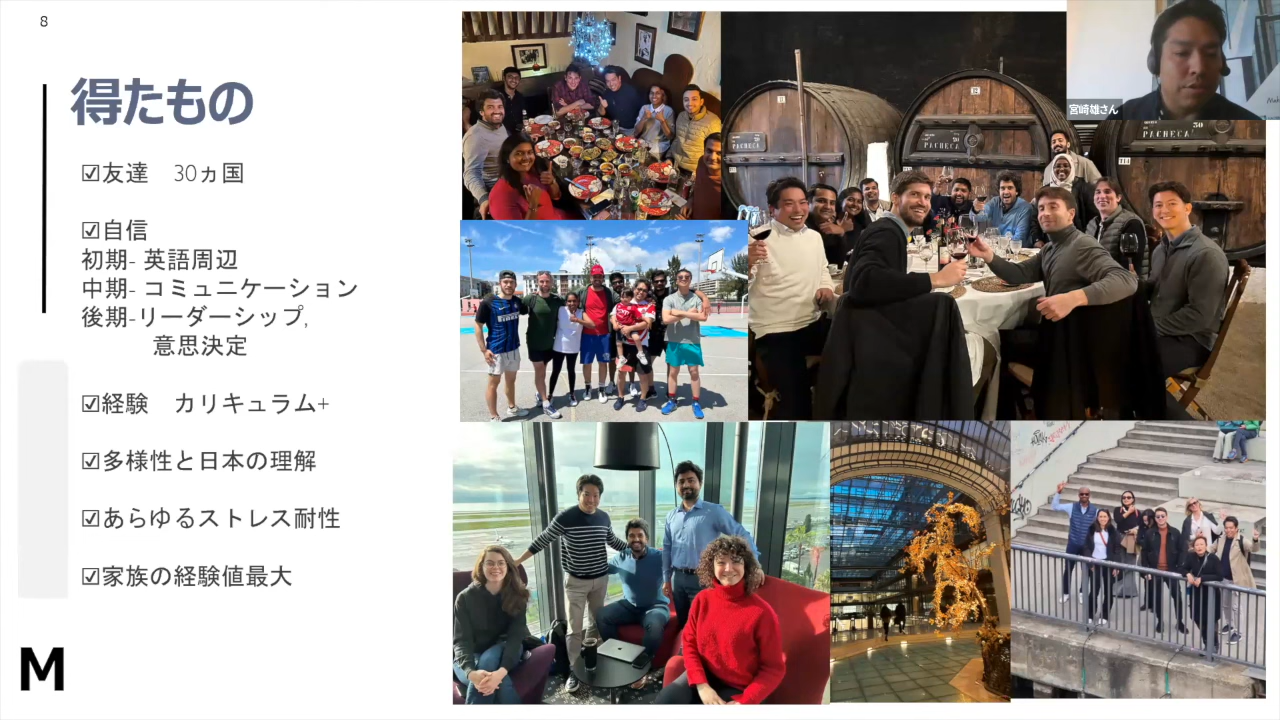 8
得たもの
☑友達　30ヵ国
☑自信
初期- 英語周辺
中期- コミュニケーション
後期-リーダーシップ,
意思決定
☑経験　カリキュラム+
☑多様性と日本の理解
☑あらゆるストレス耐性
☑家族の経験値最大
M
宮崎雄さん
PACHECA
PACHECA
PACHECA